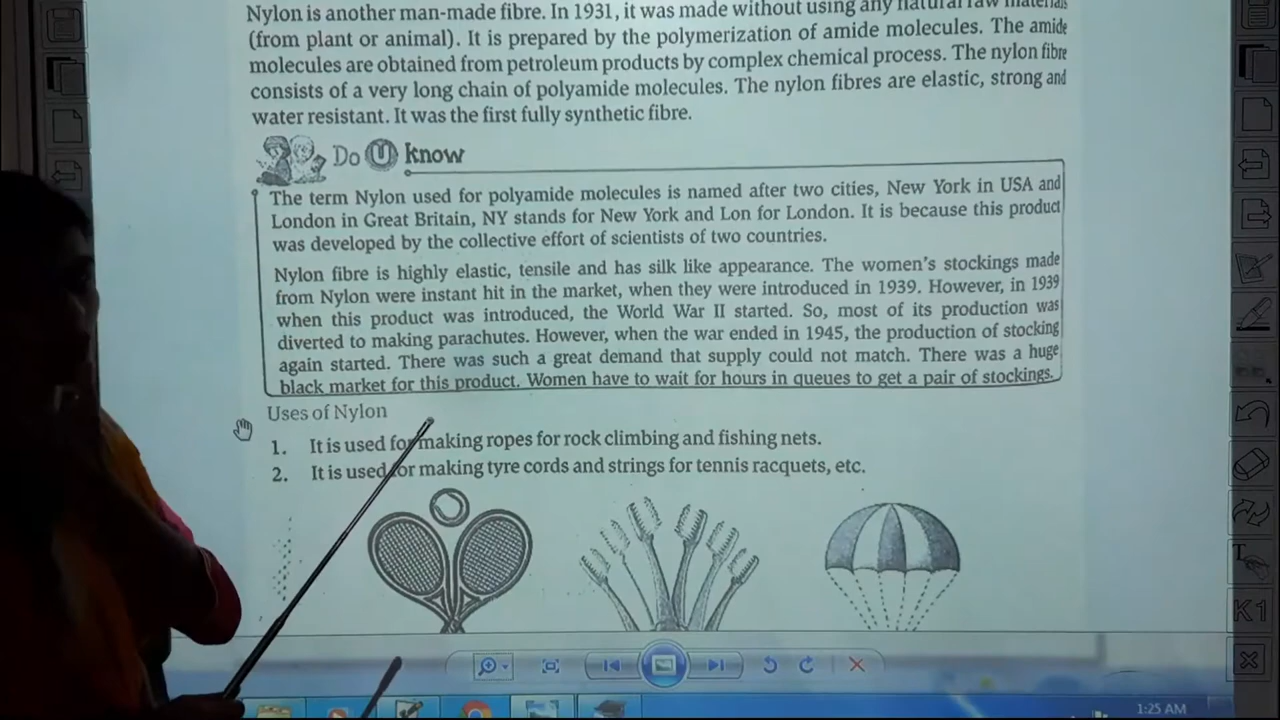 Nylon is another man-made fibre. In 1931, it was made without using any natural raw materials
(from plant or animal). It is prepared by the polymerization of amide molecules. The amide
molecules are obtained from petroleum products by complex chemical process. The nylon fibre
consists of a very long chain of polyamide molecules. The nylon fibres are elastic, strong and
water resistant. It was the first fully synthetic fibre.
Do U know
The term Nylon used for polyamide molecules is named after two cities, New York in USA and
London in Great Britain, NY stands for New York and Lon for London. It is because this product
was developed by the collective effort of scientists of two countries.
Nylon fibre is highly elastic, tensile and has silk like appearance. The women's stockings made
from Nylon were instant hit in the market, when they were introduced in 1939. However, in 1939
when this product was introduced, the World War II started. So, most of its production was
diverted to making parachutes. However, when the war ended in 1945, the production of stocking
again started. There was such a great demand that supply could not match. There was a huge
black market for this product. Women have to wait for hours in queues to get a pair of stockings.
Uses of Nylon
1. It is used for making ropes for rock climbing and fishing nets.
2. It is used for making tyre cords and strings for tennis racquets, etc.
T
K1
1:25 AM